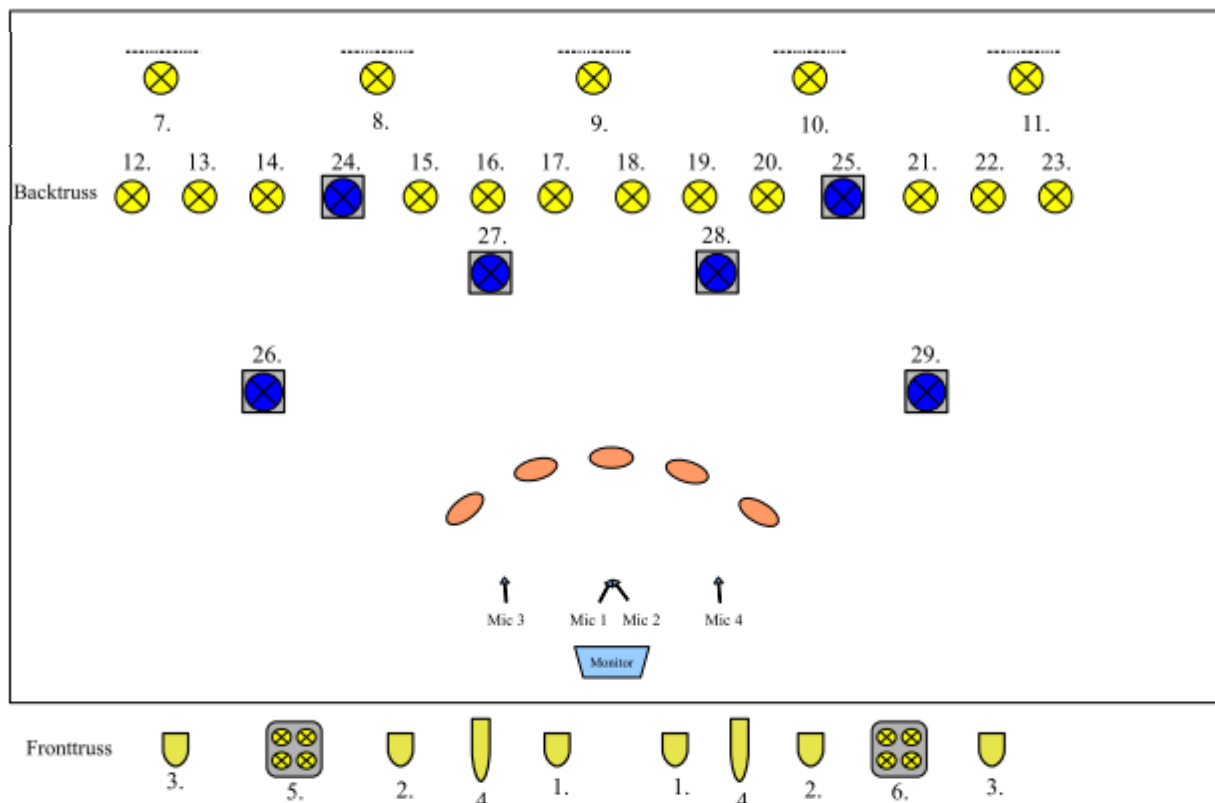 7. 8. 9. 10. 11.
12. 13. 14. 24. 15. 16. 17. 18. 19. 20. 25. 21. 22. 23.
Backtruss
27. 28.
26. 29.
Mic 3 Mic 1 Mic 2 Mic 4
Monitor
Fronttruss
3. 5. 2. 4 1. 1. 4 2. 6. 3.